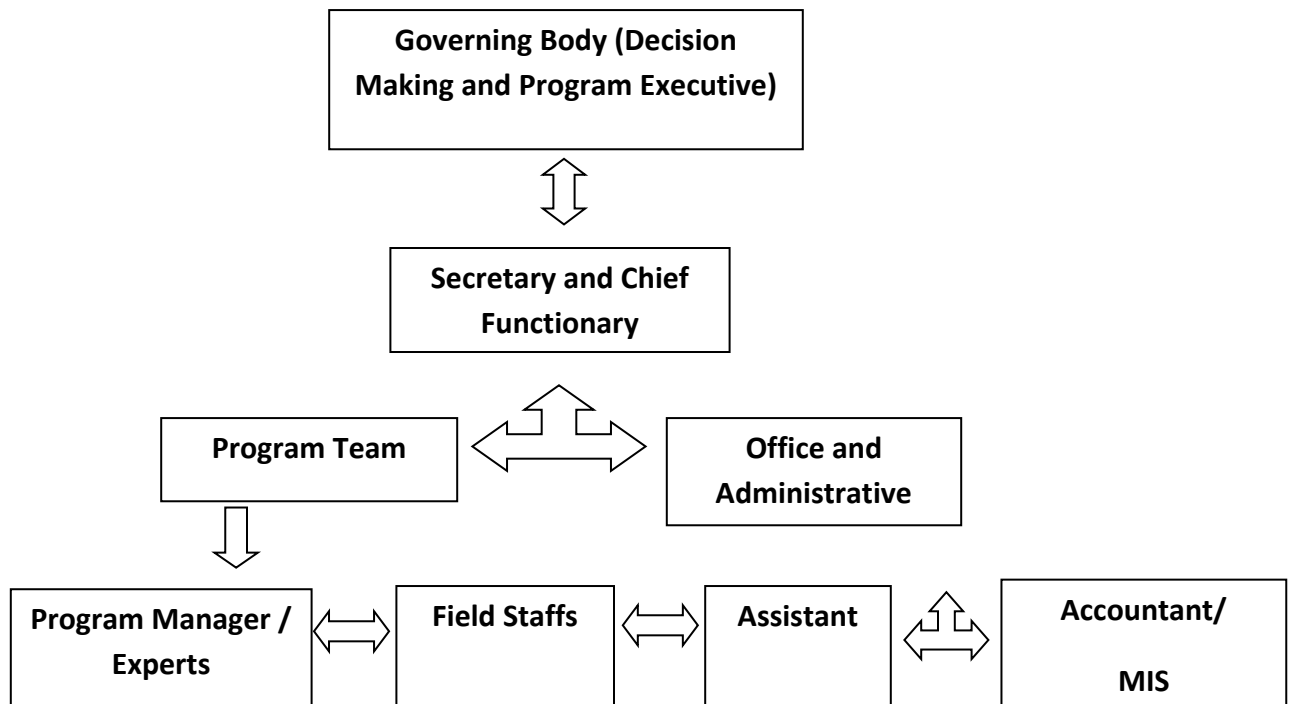 Governing Body (Decision
Making and Program Executive)
Secretary and Chief
Functionary
Program Team
Office and
Administrative
Program Manager /
Experts
Field Staffs
Assistant
Accountant/
MIS